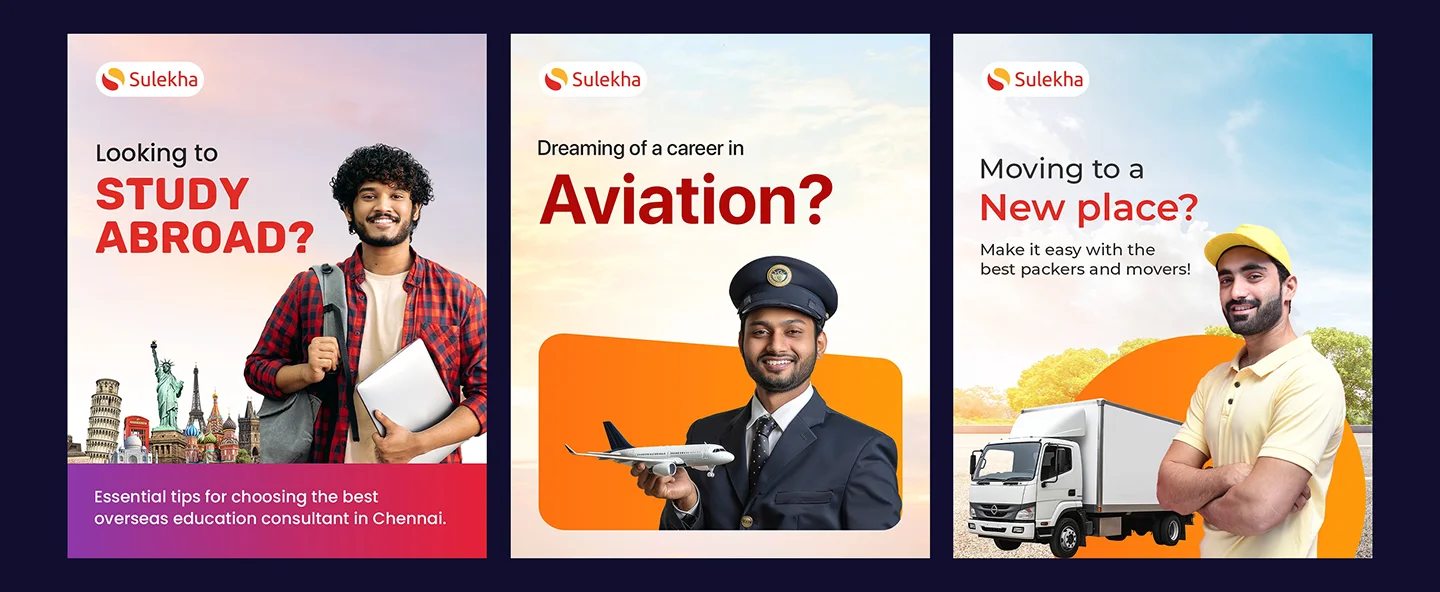 Sulekha
Looking to
STUDY
ABROAD?
Essential tips for choosing the best
overseas education consultant in Chennai.
Sulekha
Dreaming of a career in
Aviation?
Sulekha
Moving to a
New place?
Make it easy with the
best packers and movers!